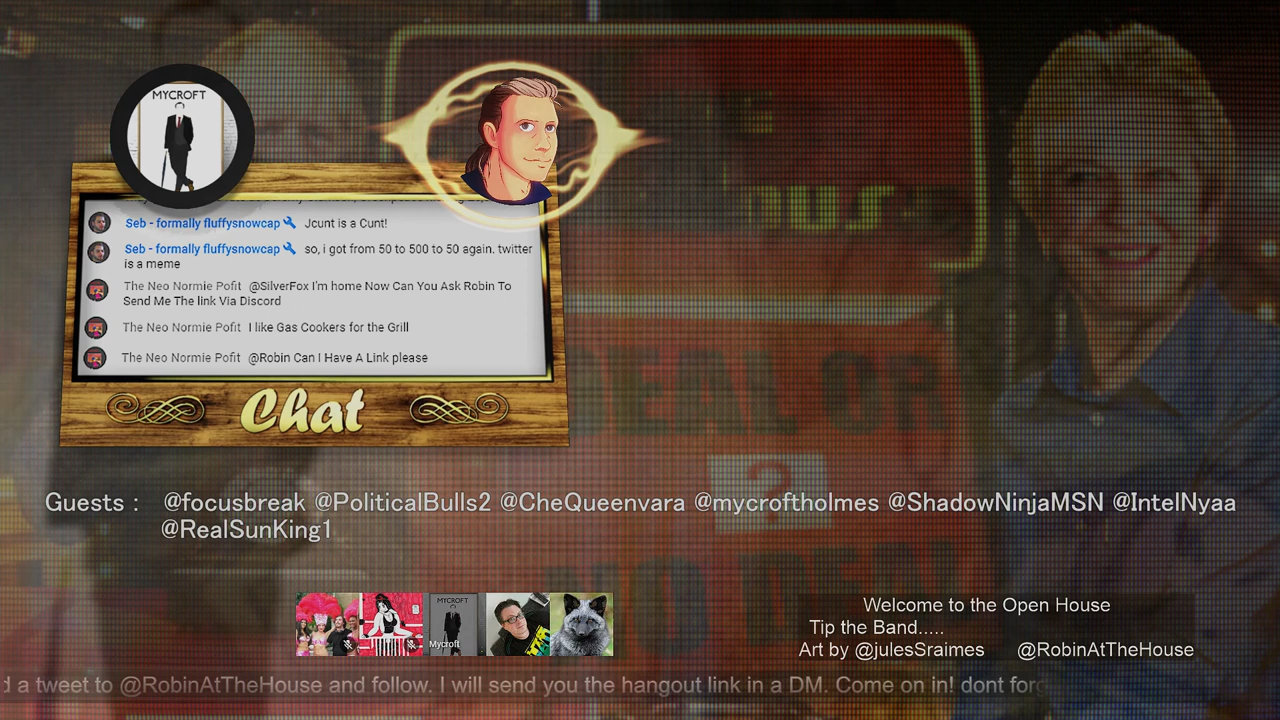 MYCROFT
Seb - formally fluffysnowcap Jcunt is a Cunt!
Seb - formally fluffysnowcap so, i got from 50 to 500 to 50 again. twitter
is a meme
The Neo Normie Pofit @SilverFox I'm home Now Can You Ask Robin To
Send Me The link Via Discord
The Neo Normie Pofit I like Gas Cookers for the Grill
The Neo Normie Pofit @Robin Can I Have A Link please
Chat
hus
DEAL OR
?
NO DEAL
Guests : @focusbreak @PoliticalBulls2 @CheQueenvara @mycroftholmes @ShadowNinjaMSN @IntelNyaa
@RealSunKing1
MYCROFT
Mycroft
Welcome to the Open House
Tip the Band.....
Art by @julesSraimes @RobinAtTheHouse
d a tweet to @RobinAtTheHouse and follow. I will send you the hangout link in a DM. Come on in! dont forg